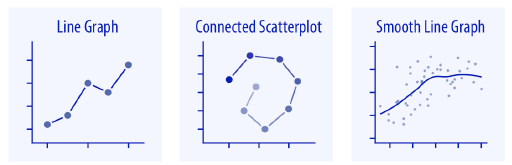 Line Graph
Connected Scatterplot
Smooth Line Graph